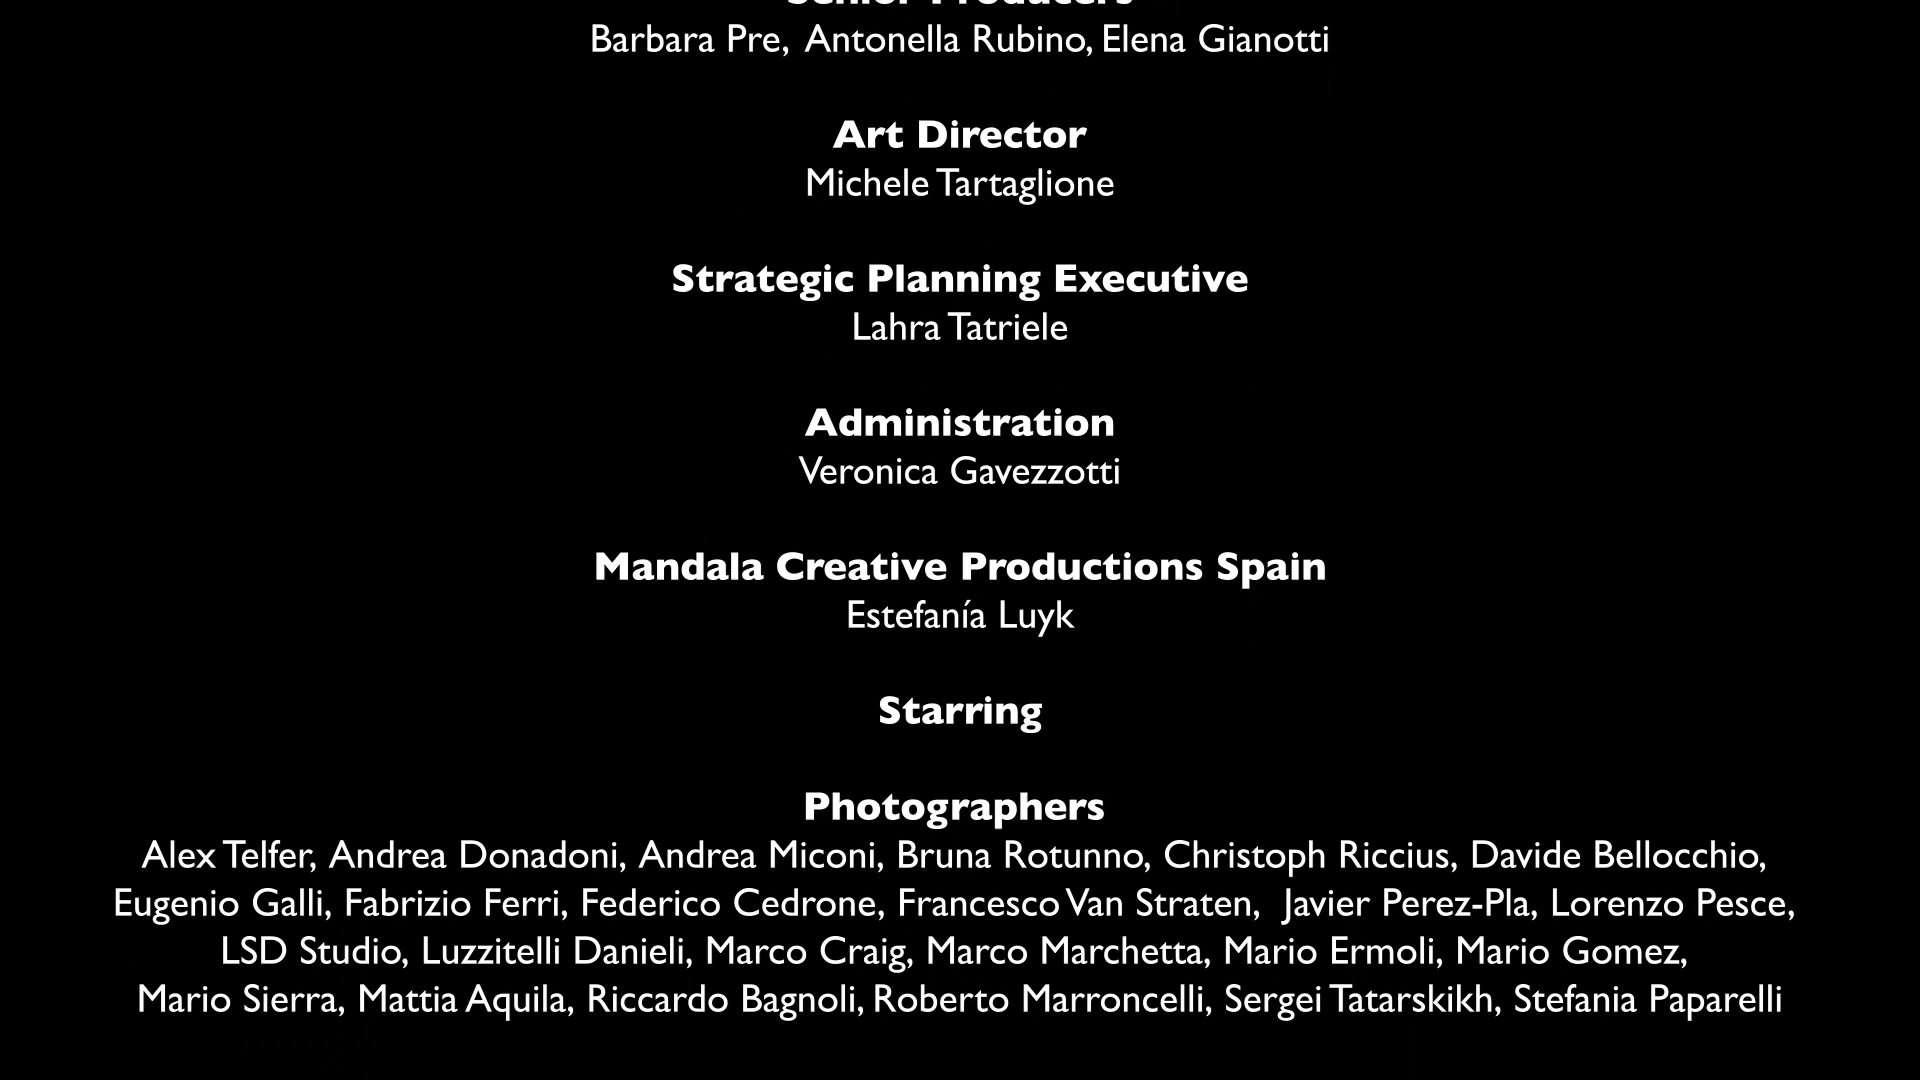 Senior Producers
Barbara Pre, Antonella Rubino, Elena Gianotti
Art Director
Michele Tartaglione
Strategic Planning Executive
Lahra Tatriele
Administration
Veronica Gavezzotti
Mandala Creative Productions Spain
Estefanía Luyk
Starring
Photographers
Alex Telfer, Andrea Donadoni, Andrea Miconi, Bruna Rotunno, Christoph Riccius, Davide Bellocchio,
Eugenio Galli, Fabrizio Ferri, Federico Cedrone, Francesco Van Straten, Javier Perez-Pla, Lorenzo Pesce,
LSD Studio, Luzzitelli Danieli, Marco Craig, Marco Marchetta, Mario Ermoli, Mario Gomez,
Mario Sierra, Mattia Aquila, Riccardo Bagnoli, Roberto Marroncelli, Sergei Tatarskikh, Stefania Paparelli